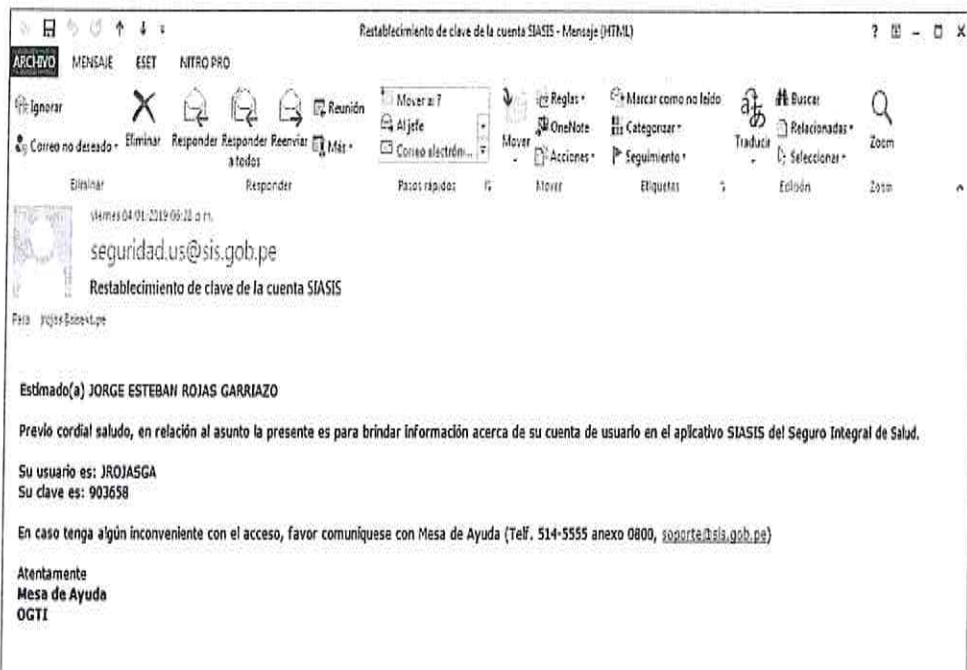 Restablecimiento de clave de la cuenta SIASIS - Mensaje (HTML)
ARCHIVO MENSAJE ESET NITRO PRO
Ignorar
Correo no deseado
Eliminar
Responder Responder a todos Reenviar
Reunión
Más
Mover a: ?
Al jefe
Correo electrón...
Mover
Reglas
OneNote
Acciones
Marcar como no leído
Categorizar
Seguimiento
Traducir
Buscar
Relacionadas
Seleccionar
Zoom
Eliminar Responder Pasos rápidos Mover Etiquetas Edición Zoom
viernes 04/01/2019
seguridad.us@sis.gob.pe
Restablecimiento de clave de la cuenta SIASIS
Para
Estimado(a) JORGE ESTEBAN ROJAS GARRIAZO
Previo cordial saludo, en relación al asunto la presente es para brindar información acerca de su cuenta de usuario en el aplicativo SIASIS del Seguro Integral de Salud.
Su usuario es: JROJASGA
Su clave es: 903658
En caso tenga algún inconveniente con el acceso, favor comuníquese con Mesa de Ayuda (Telf. 514-5555 anexo 0800, soporte@sis.gob.pe)
Atentamente
Mesa de Ayuda
OGTI